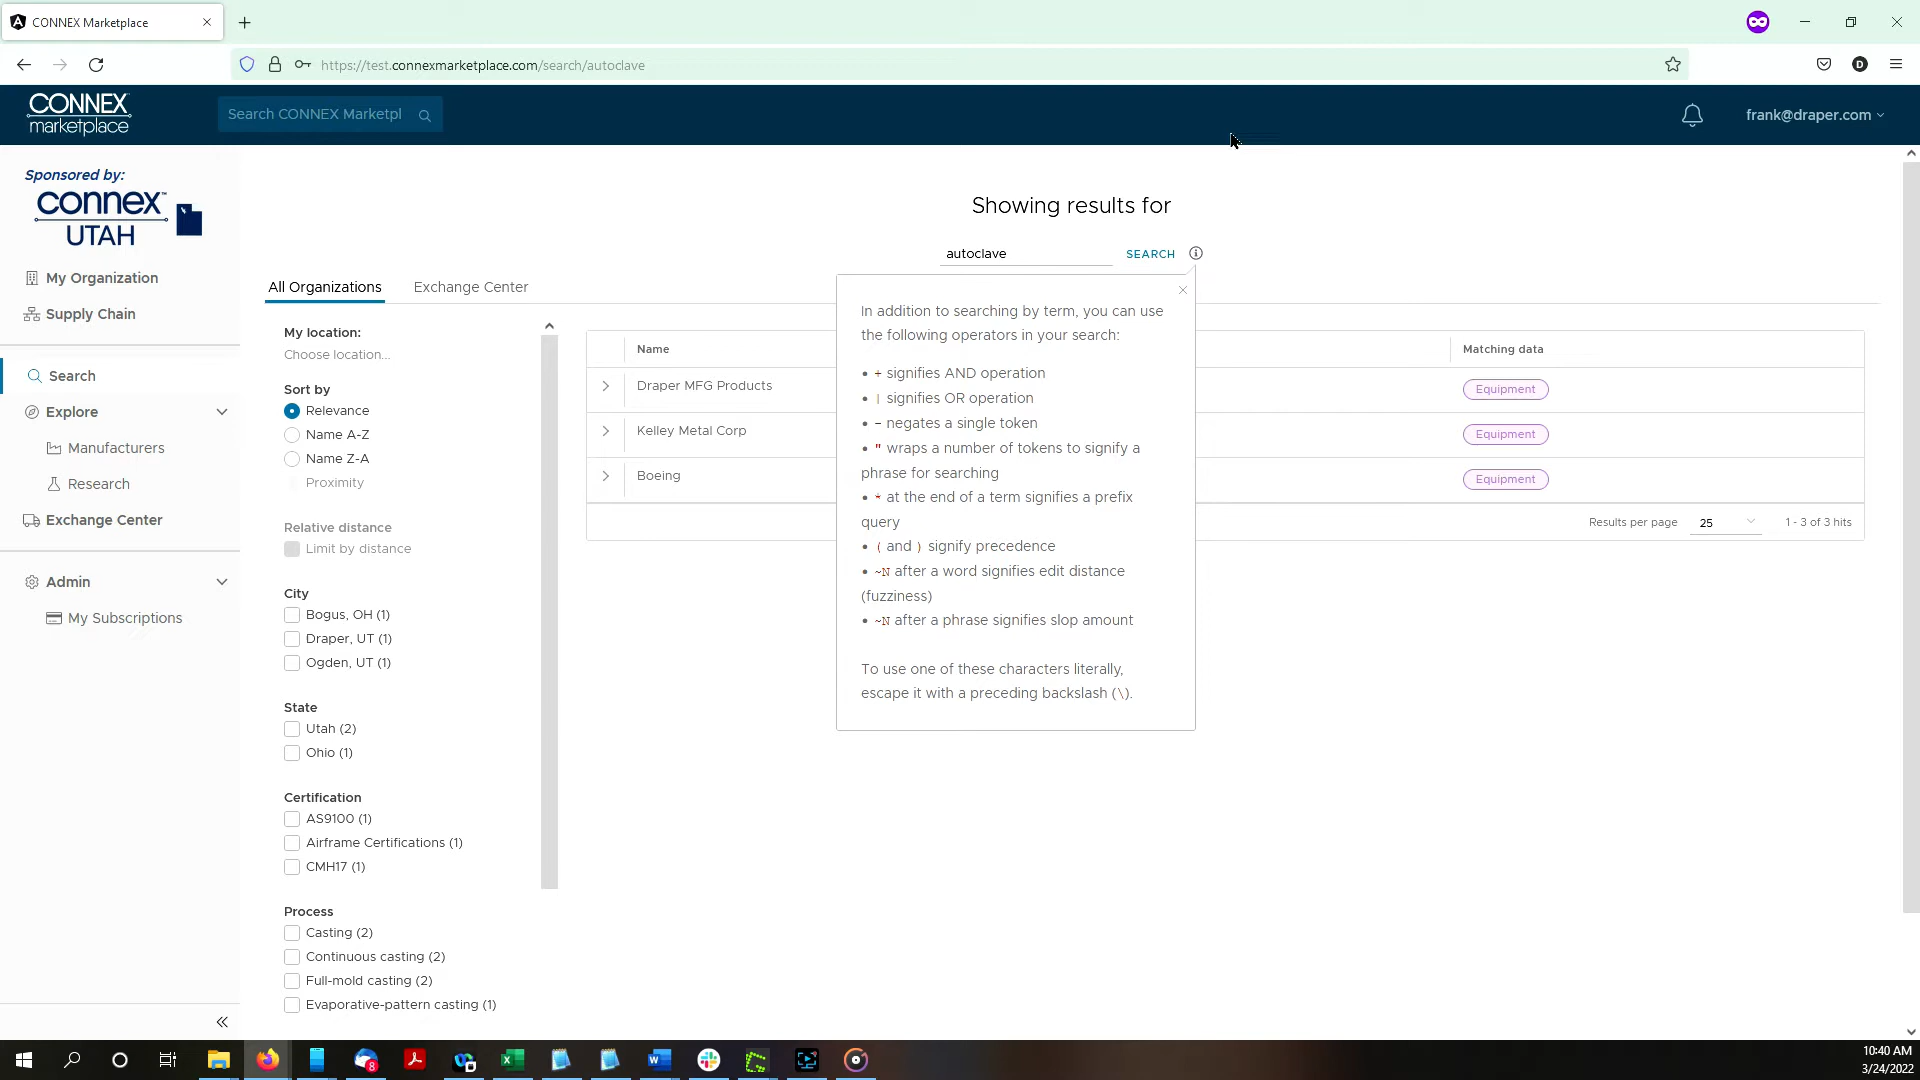 CONNEX Marketplace
https://test.connexmarketplace.com/search/autoclave
CONNEX
marketplace
Search CONNEX Marketpl
frank@draper.com
Sponsored by:
connex™
UTAH
My Organization
Supply Chain
Search
Explore
Manufacturers
Research
Exchange Center
Admin
My Subscriptions
Showing results for
autoclave SEARCH
All Organizations Exchange Center
My location:
Choose location...
Sort by
Relevance
Name A-Z
Name Z-A
Proximity
Relative distance
Limit by distance
City
Bogus, OH (1)
Draper, UT (1)
Ogden, UT (1)
State
Utah (2)
Ohio (1)
Certification
AS9100 (1)
Airframe Certifications (1)
CMH17 (1)
Process
Casting (2)
Continuous casting (2)
Full-mold casting (2)
Evaporative-pattern casting (1)
Name Matching data
Draper MFG Products Equipment
Kelley Metal Corp Equipment
Boeing Equipment
Results per page 25 1 - 3 of 3 hits
In addition to searching by term, you can use
the following operators in your search:
• + signifies AND operation
• | signifies OR operation
• - negates a single token
• " wraps a number of tokens to signify a
phrase for searching
• * at the end of a term signifies a prefix
query
• ( and ) signify precedence
• ~N after a word signifies edit distance
(fuzziness)
• ~N after a phrase signifies slop amount
To use one of these characters literally,
escape it with a preceding backslash (\).
8
10:40 AM
3/24/2022